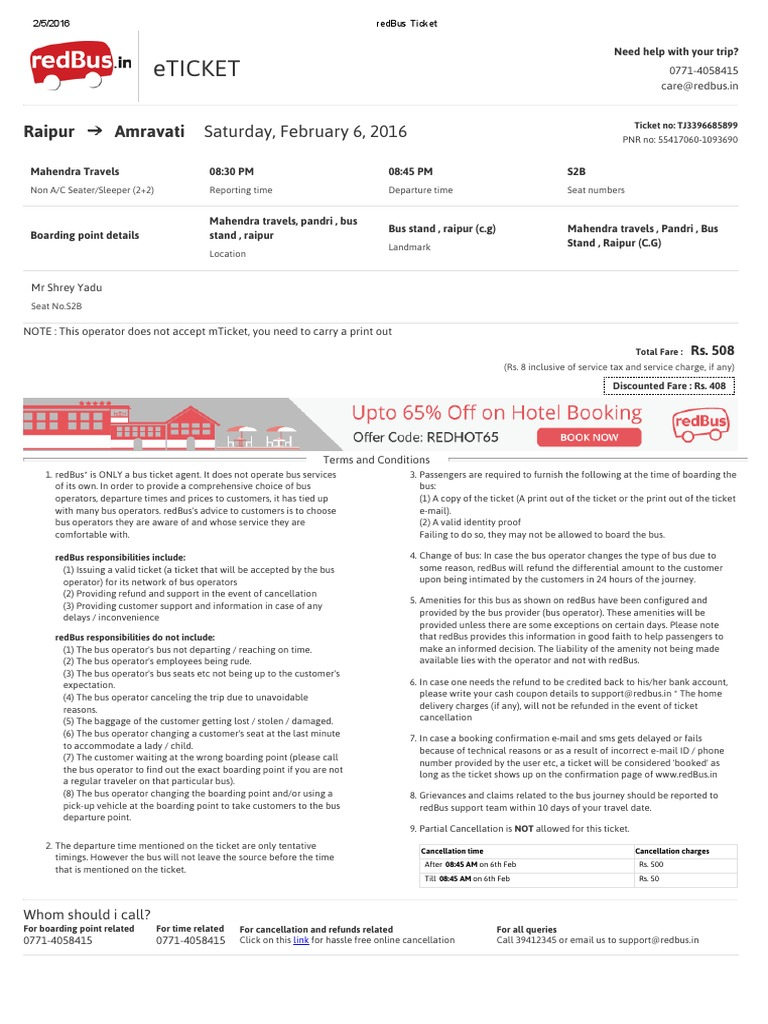 2/5/2016
redBus Ticket
redBus.in
eTICKET
Need help with your trip?
0771-4058415
care@redbus.in
Raipur → Amravati Saturday, February 6, 2016
Ticket no: TJ3396685899
PNR no: 55417060-1093690
Mahendra Travels
Non A/C Seater/Sleeper (2+2)
08:30 PM
Reporting time
08:45 PM
Departure time
S2B
Seat numbers
Boarding point details
Mahendra travels, pandri , bus
stand , raipur
Location
Bus stand , raipur (c.g)
Landmark
Mahendra travels , Pandri , Bus
Stand , Raipur (C.G)
Mr Shrey Yadu
Seat No.S2B
NOTE : This operator does not accept mTicket, you need to carry a print out
Total Fare : Rs. 508
(Rs. 8 inclusive of service tax and service charge, if any)
Discounted Fare : Rs. 408
Upto 65% Off on Hotel Booking
Offer Code: REDHOT65
BOOK NOW
redBus
Terms and Conditions
1. redBus* is ONLY a bus ticket agent. It does not operate bus services
of its own. In order to provide a comprehensive choice of bus
operators, departure times and prices to customers, it has tied up
with many bus operators. redBus's advice to customers is to choose
bus operators they are aware of and whose service they are
comfortable with.
redBus responsibilities include:
(1) Issuing a valid ticket (a ticket that will be accepted by the bus
operator) for its network of bus operators
(2) Providing refund and support in the event of cancellation
(3) Providing customer support and information in case of any
delays / inconvenience
redBus responsibilities do not include:
(1) The bus operator's bus not departing / reaching on time.
(2) The bus operator's employees being rude.
(3) The bus operator's bus seats etc not being up to the customer's
expectation.
(4) The bus operator canceling the trip due to unavoidable
reasons.
(5) The baggage of the customer getting lost / stolen / damaged.
(6) The bus operator changing a customer's seat at the last minute
to accommodate a lady / child.
(7) The customer waiting at the wrong boarding point (please call
the bus operator to find out the exact boarding point if you are not
a regular traveler on that particular bus).
(8) The bus operator changing the boarding point and/or using a
pick-up vehicle at the boarding point to take customers to the bus
departure point.
2. The departure time mentioned on the ticket are only tentative
timings. However the bus will not leave the source before the time
that is mentioned on the ticket.
3. Passengers are required to furnish the following at the time of boarding the
bus:
(1) A copy of the ticket (A print out of the ticket or the print out of the ticket
e-mail).
(2) A valid identity proof
Failing to do so, they may not be allowed to board the bus.
4. Change of bus: In case the bus operator changes the type of bus due to
some reason, redBus will refund the differential amount to the customer
upon being intimated by the customers in 24 hours of the journey.
5. Amenities for this bus as shown on redBus have been configured and
provided by the bus provider (bus operator). These amenities will be
provided unless there are some exceptions on certain days. Please note
that redBus provides this information in good faith to help passengers to
make an informed decision. The liability of the amenity not being made
available lies with the operator and not with redBus.
6. In case one needs the refund to be credited back to his/her bank account,
please write your cash coupon details to support@redbus.in * The home
delivery charges (if any), will not be refunded in the event of ticket
cancellation
7. In case a booking confirmation e-mail and sms gets delayed or fails
because of technical reasons or as a result of incorrect e-mail ID / phone
number provided by the user etc, a ticket will be considered 'booked' as
long as the ticket shows up on the confirmation page of www.redBus.in
8. Grievances and claims related to the bus journey should be reported to
redBus support team within 10 days of your travel date.
9. Partial Cancellation is NOT allowed for this ticket.
Cancellation time Cancellation charges
After 08:45 AM on 6th Feb Rs. 500
Till 08:45 AM on 6th Feb Rs. 50
Whom should i call?
For boarding point related
0771-4058415
For time related
0771-4058415
For cancellation and refunds related
Click on this link for hassle free online cancellation
For all queries
Call 39412345 or email us to support@redbus.in